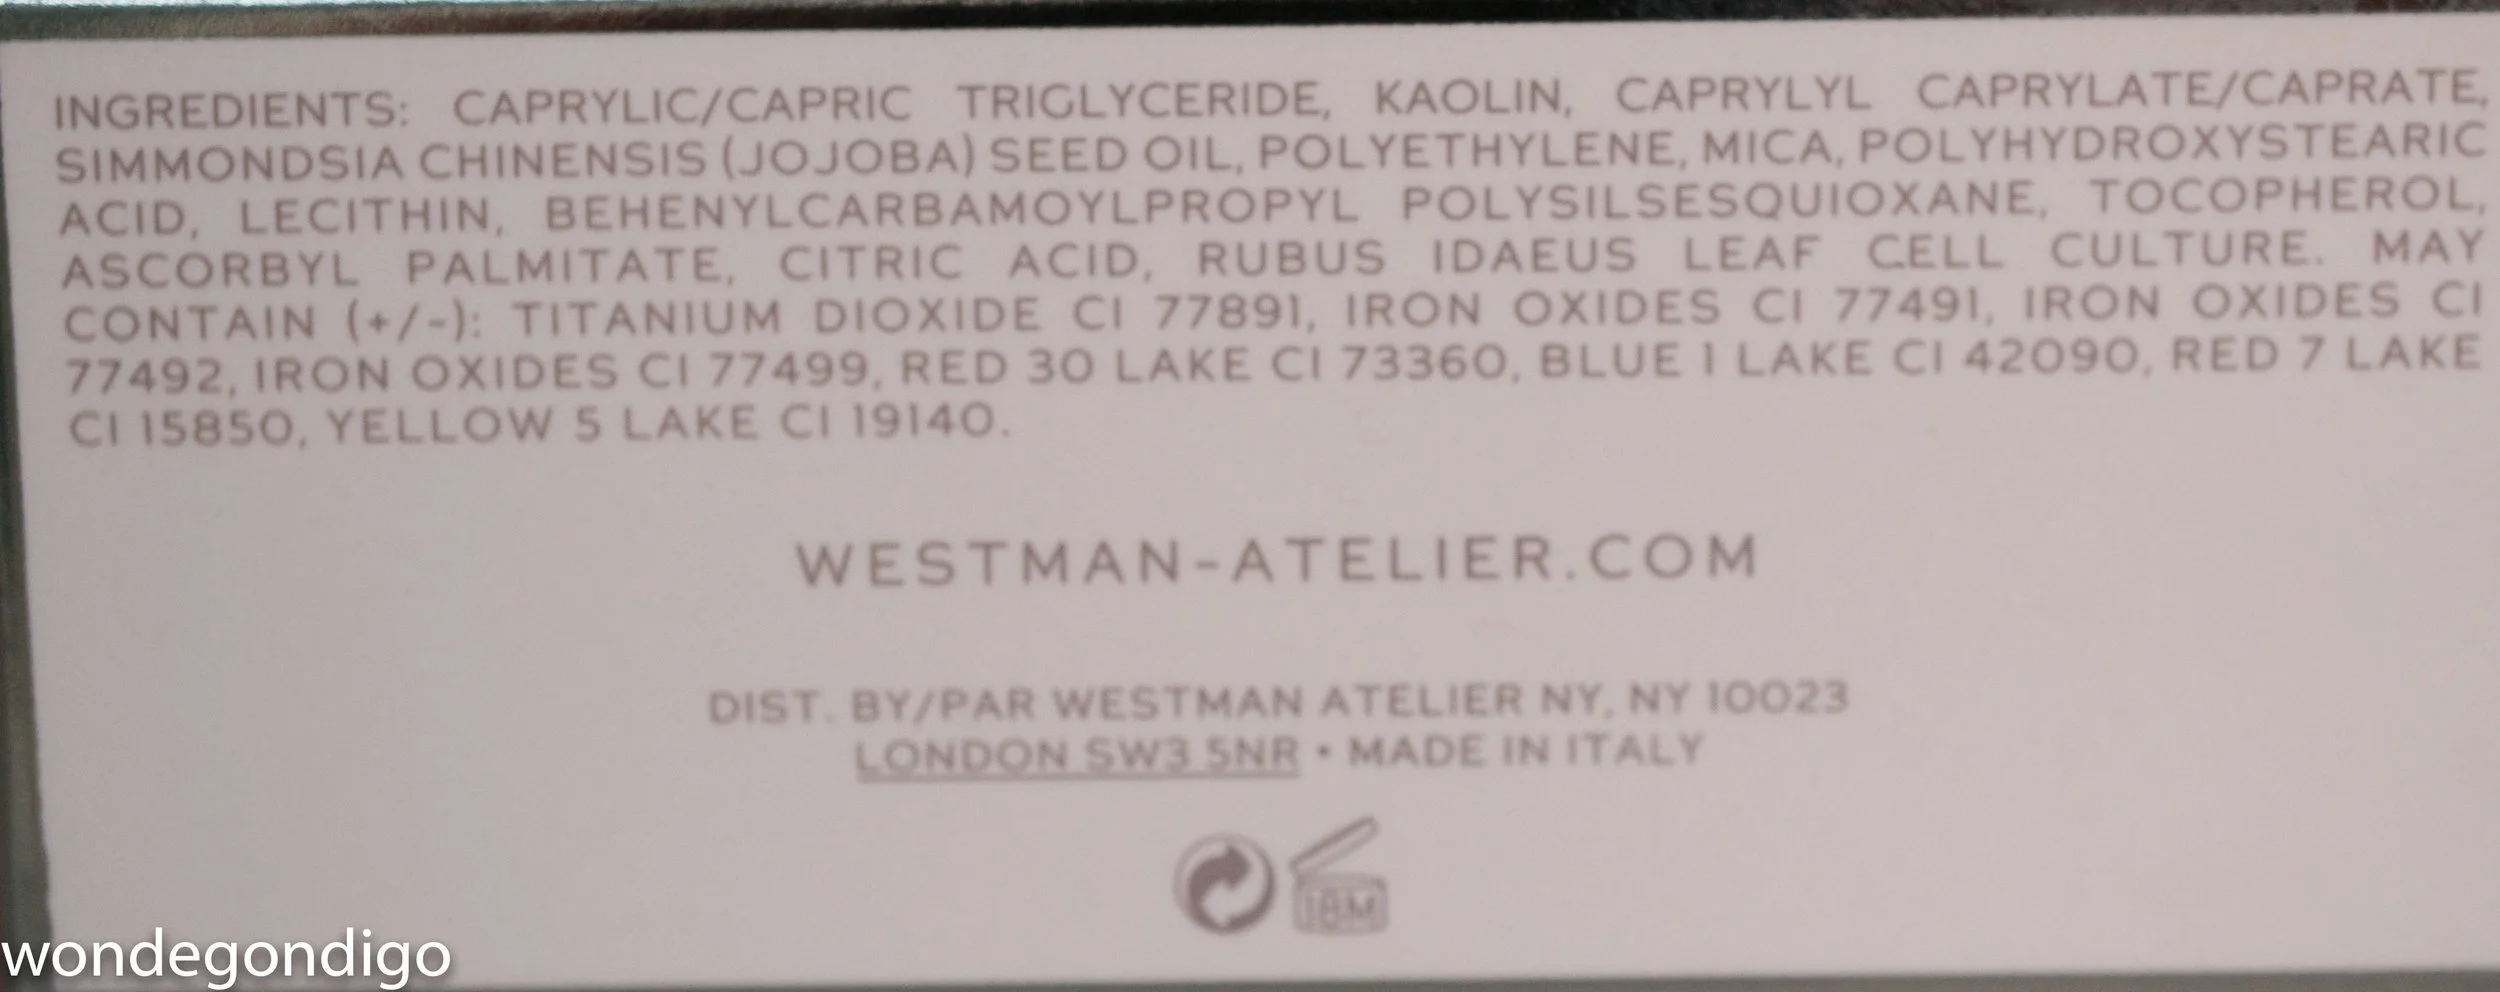 INGREDIENTS: CAPRYLIC/CAPRIC TRIGLYCERIDE, KAOLIN, CAPRYLYL CAPRYLATE/CAPRATE,
SIMMONDSIA CHINENSIS (JOJOBA) SEED OIL, POLYETHYLENE, MICA, POLYHYDROXYSTEARIC
ACID, LECITHIN, BEHENYLCARBAMOYLPROPYL POLYSILSESQUIOXANE, TOCOPHEROL,
ASCORBYL PALMITATE, CITRIC ACID, RUBUS IDAEUS LEAF CELL CULTURE. MAY
CONTAIN (+/-): TITANIUM DIOXIDE CI 77891, IRON OXIDES CI 77491, IRON OXIDES CI
77492, IRON OXIDES CI 77499, RED 30 LAKE CI 73360, BLUE 1 LAKE CI 42090, RED 7 LAKE
CI 15850, YELLOW 5 LAKE CI 19140.
WESTMAN-ATELIER.COM
DIST. BY/PAR WESTMAN ATELIER NY, NY 10023
LONDON SW3 5NR • MADE IN ITALY
18M
wondegondigo